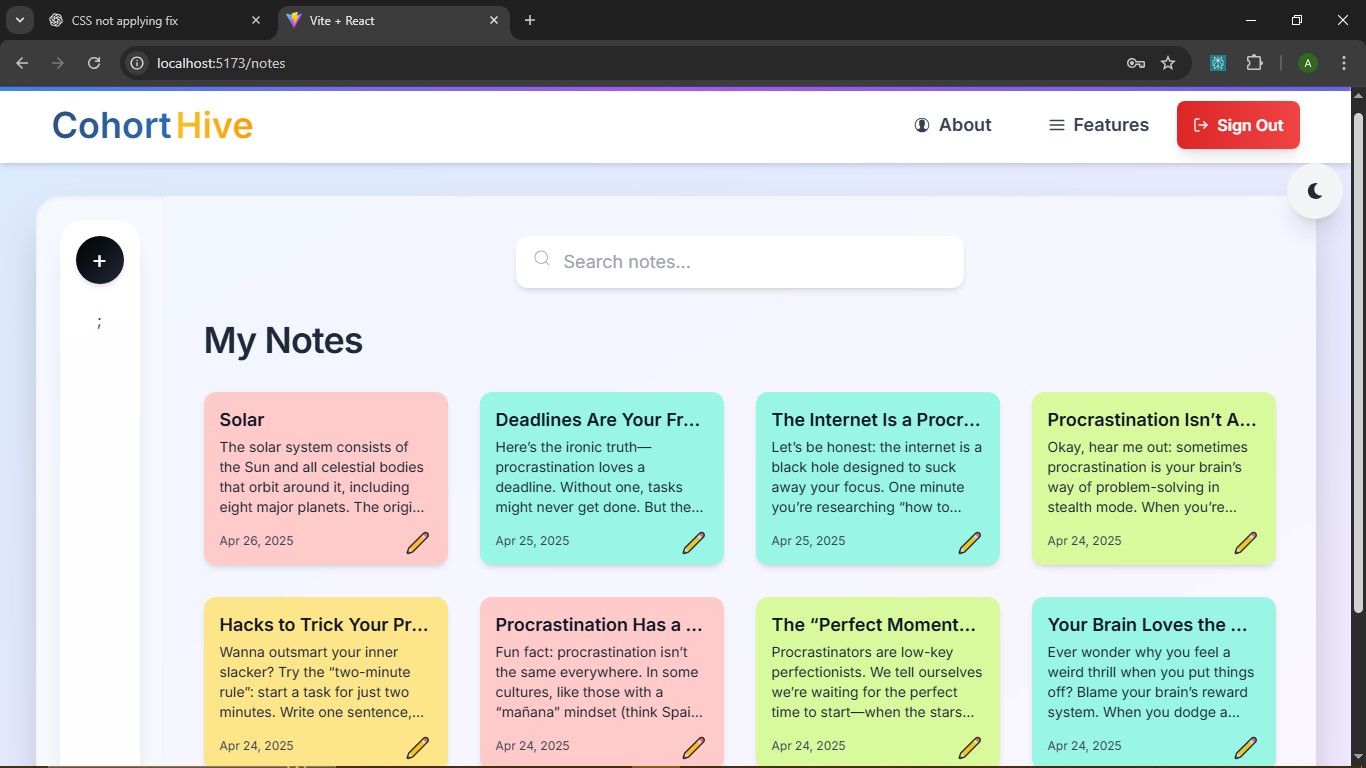 CSS not applying fix
Vite + React
localhost:5173/notes
A
CohortHive
About
Features
Sign Out
+
;
Search notes...
My Notes
Solar
The solar system consists of
the Sun and all celestial bodies
that orbit around it, including
eight major planets. The origi...
Apr 26, 2025
Deadlines Are Your Fr...
Here’s the ironic truth—
procrastination loves a
deadline. Without one, tasks
might never get done. But the...
Apr 25, 2025
The Internet Is a Procr...
Let’s be honest: the internet is a
black hole designed to suck
away your focus. One minute
you’re researching “how to...
Apr 25, 2025
Procrastination Isn’t A...
Okay, hear me out: sometimes
procrastination is your brain’s
way of problem-solving in
stealth mode. When you’re...
Apr 24, 2025
Hacks to Trick Your Pr...
Wanna outsmart your inner
slacker? Try the “two-minute
rule”: start a task for just two
minutes. Write one sentence,...
Apr 24, 2025
Procrastination Has a ...
Fun fact: procrastination isn’t
the same everywhere. In some
cultures, like those with a
“mañana” mindset (think Spai...
Apr 24, 2025
The “Perfect Moment...
Procrastinators are low-key
perfectionists. We tell ourselves
we’re waiting for the perfect
time to start—when the stars...
Apr 24, 2025
Your Brain Loves the ...
Ever wonder why you feel a
weird thrill when you put things
off? Blame your brain’s reward
system. When you dodge a...
Apr 24, 2025